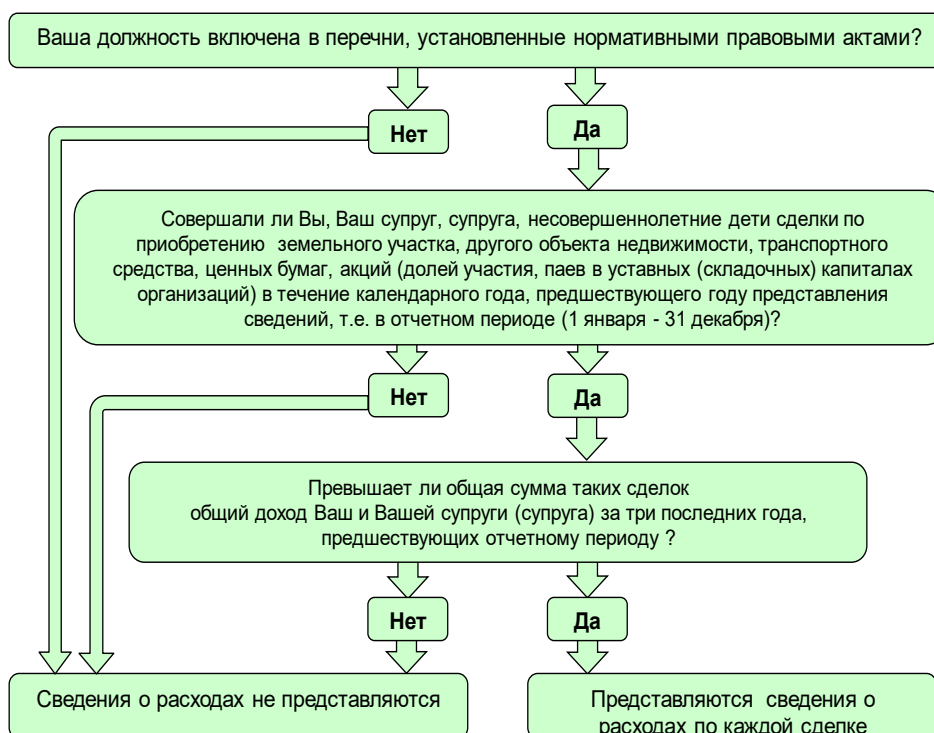 Ваша должность включена в перечни, установленные нормативными правовыми актами?
Нет
Да
Совершали ли Вы, Ваш супруг, супруга, несовершеннолетние дети сделки по
приобретению земельного участка, другого объекта недвижимости, транспортного
средства, ценных бумаг, акций (долей участия, паев в уставных (складочных) капиталах
организаций) в течение календарного года, предшествующего году представления
сведений, т.е. в отчетном периоде (1 января - 31 декабря)?
Нет
Да
Превышает ли общая сумма таких сделок
общий доход Ваш и Вашей супруги (супруга) за три последних года,
предшествующих отчетному периоду ?
Нет
Да
Сведения о расходах не представляются
Представляются сведения о
расходах по каждой сделке